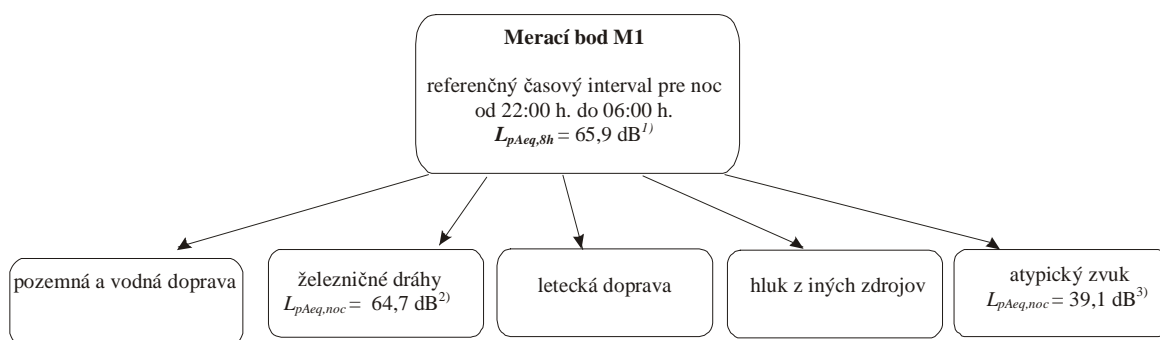 Merací bod M1
referenčný časový interval pre noc
od 22:00 h. do 06:00 h.
LpAeq,8h = 65,9 dB1)
pozemná a vodná doprava
železničné dráhy
LpAeq,noc = 64,7 dB2)
letecká doprava
hluk z iných zdrojov
atypický zvuk
LpAeq,noc = 39,1 dB3)